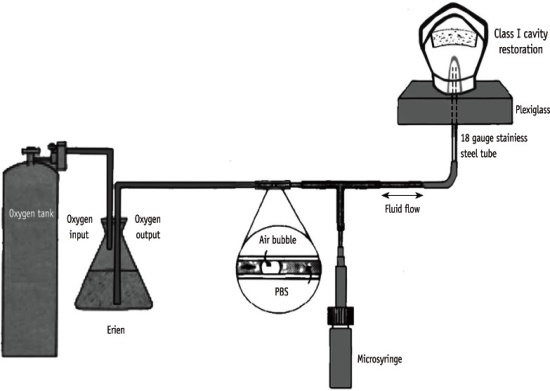 Class I cavity
restoration
Plexiglass
18 gauge stainless
steel tube
Fluid flow
Oxygen tank
Oxygen
input
Oxygen
output
Air bubble
PBS
Erien
Microsyringe